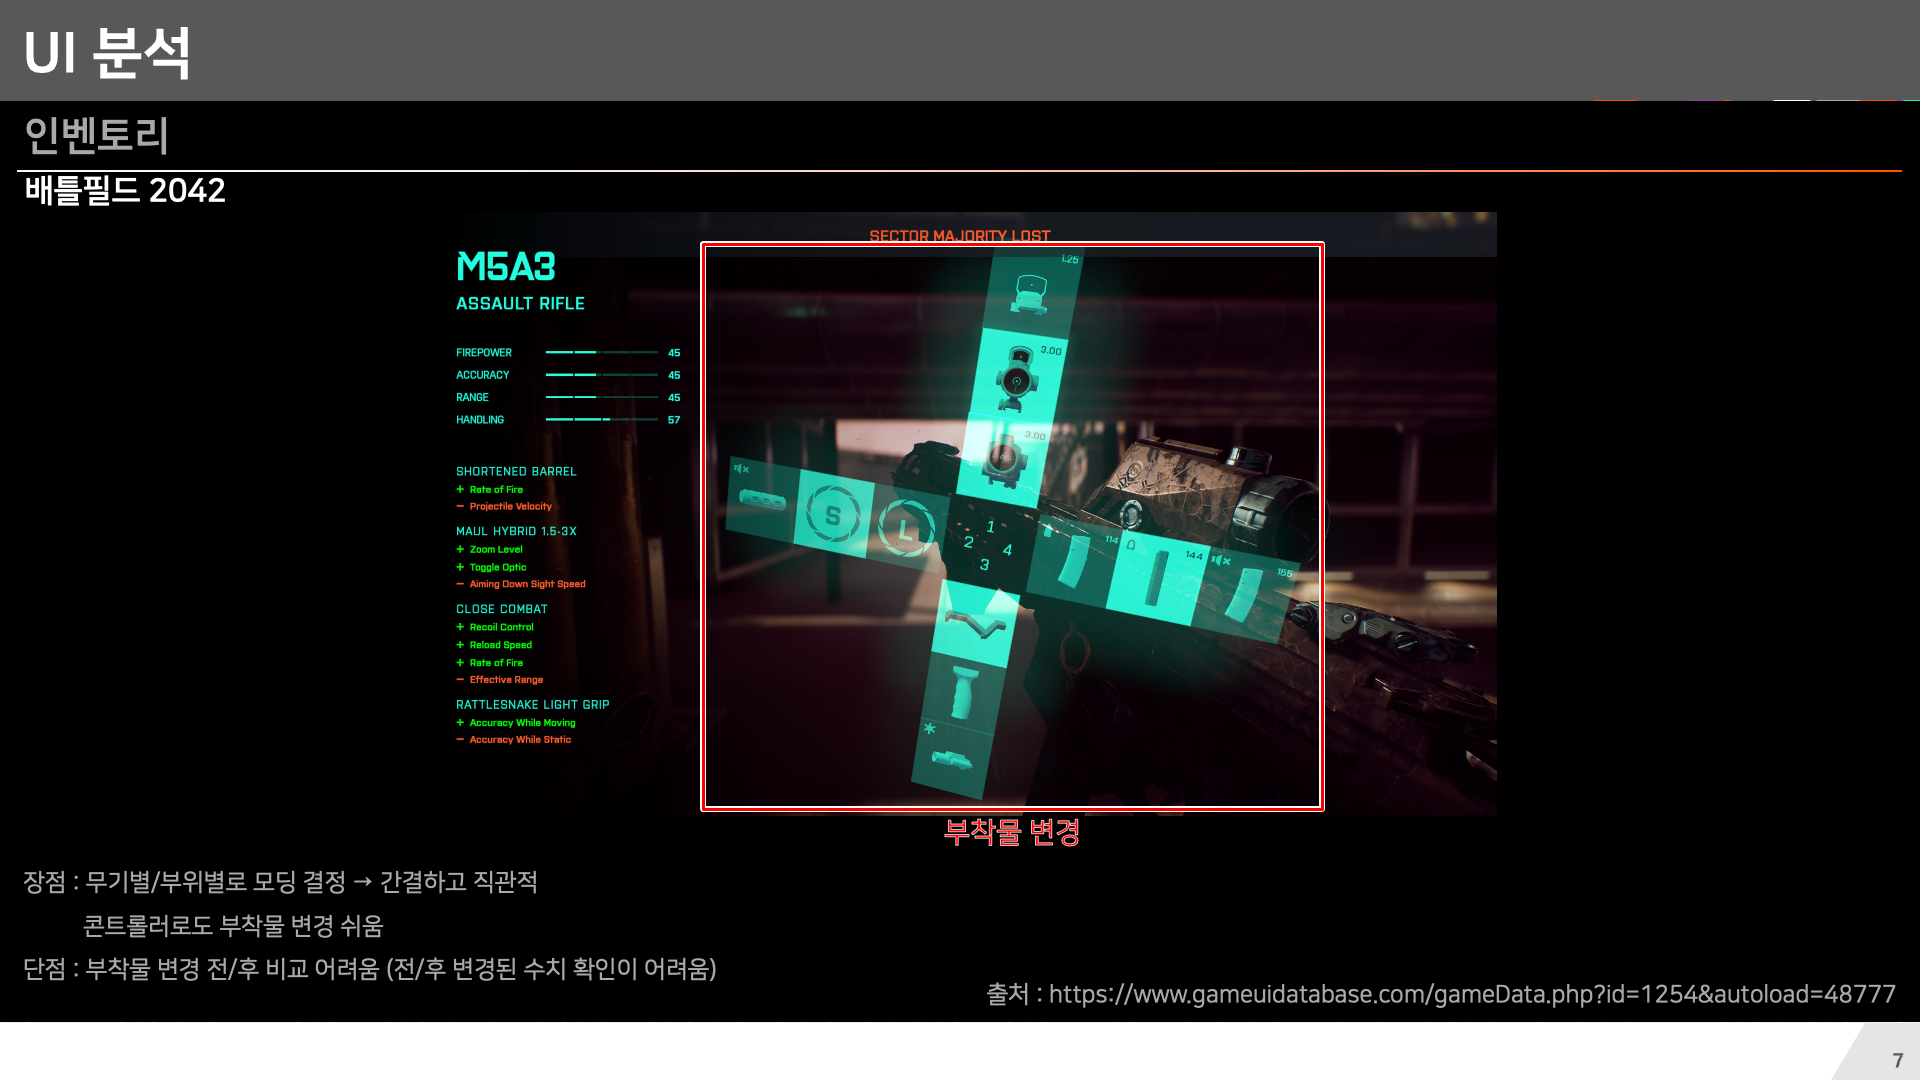 UI 분석
인벤토리
배틀필드 2042
SECTOR MAJORITY LOST
M5A3
ASSAULT RIFLE
FIREPOWER 45
ACCURACY 45
RANGE 45
HANDLING 57
SHORTENED BARREL
+ Rate of Fire
− Projectile Velocity
MAUL HYBRID 1.5-3X
+ Zoom Level
+ Toggle Optic
− Aiming Down Sight Speed
CLOSE COMBAT
+ Recoil Control
+ Reload Speed
+ Rate of Fire
− Effective Range
RATTLESNAKE LIGHT GRIP
+ Accuracy While Moving
− Accuracy While Static
1.25
3.00
3.00
S
L
1
2 4
3
114
144
155
부착물 변경
장점 : 무기별/부위별로 모딩 결정 → 간결하고 직관적
콘트롤러로도 부착물 변경 쉬움
단점 : 부착물 변경 전/후 비교 어려움 (전/후 변경된 수치 확인이 어려움)
출처 : https://www.gameuidatabase.com/gameData.php?id=1254&autoload=48777
7